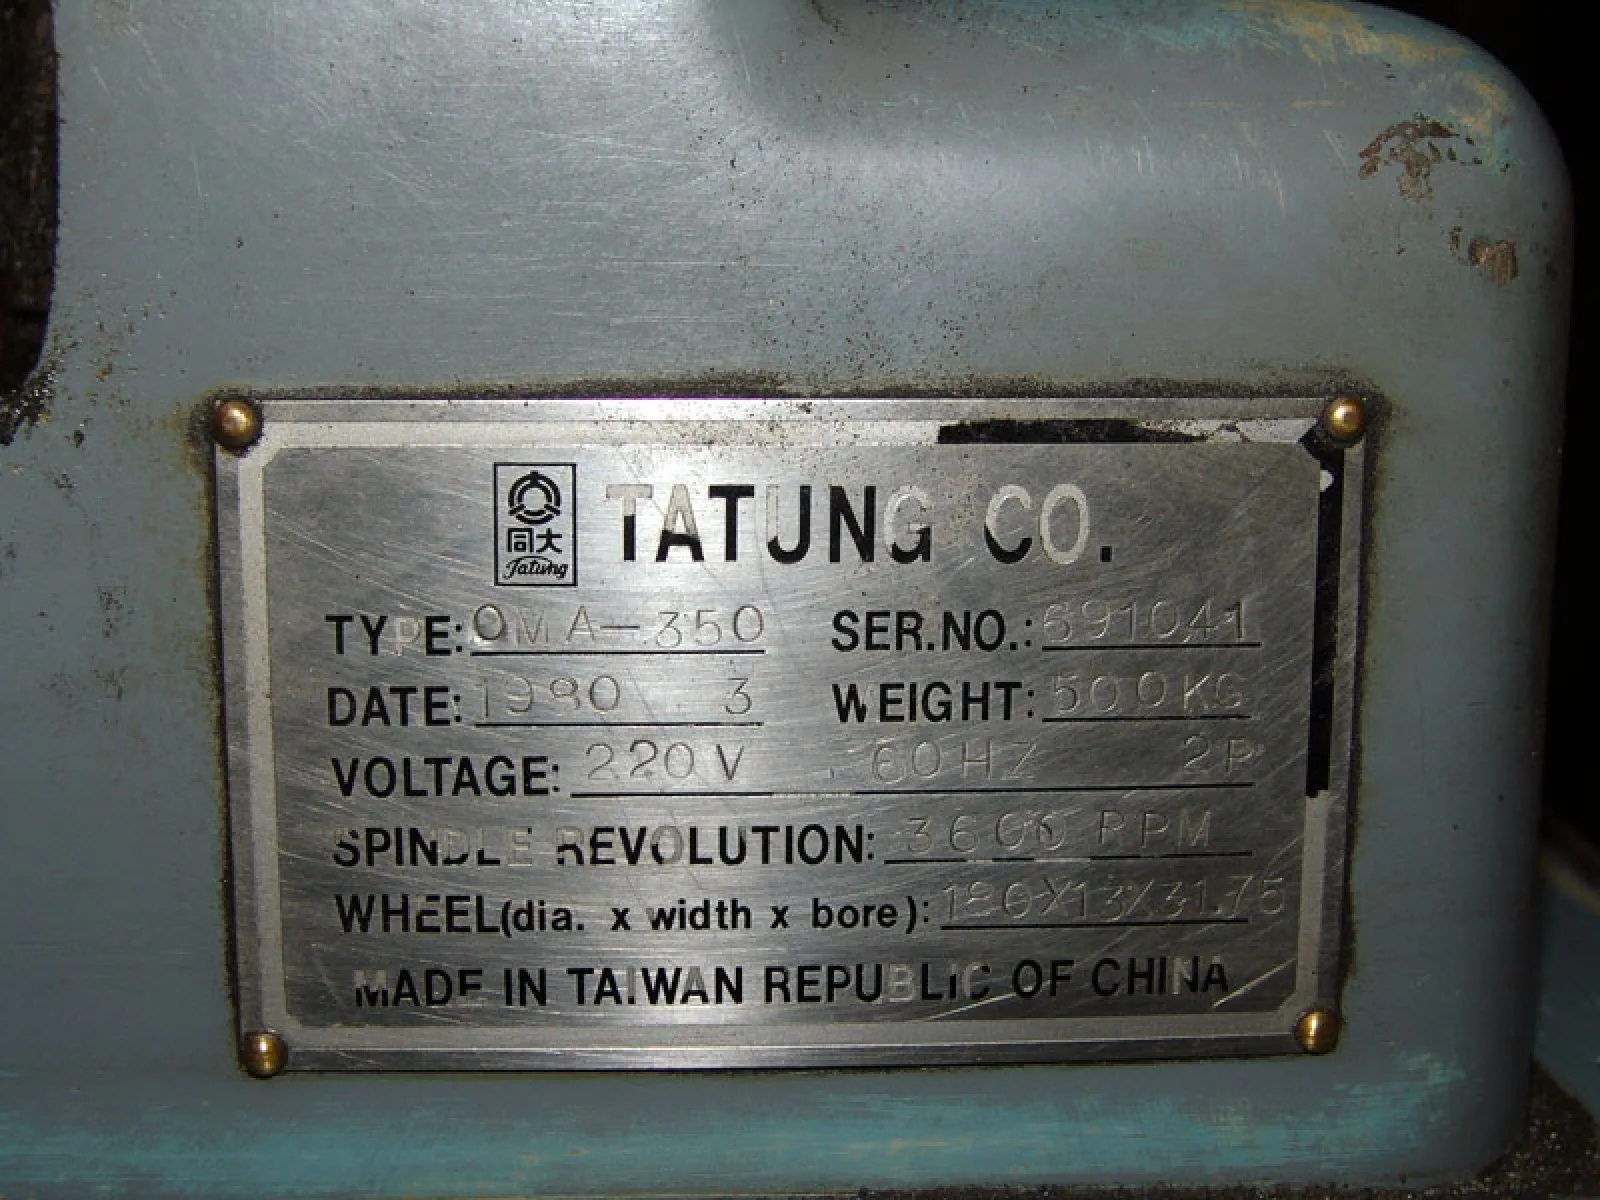 同大
Tatung
TATUNG CO.
TYPE: OMA-350 SER.NO.: 691041
DATE: 1980 . 3 WEIGHT: 500KG
VOLTAGE: 220V 60HZ 2P
SPINDLE REVOLUTION: 3600 RPM
WHEEL(dia. x width x bore): 180X13X31.75
MADE IN TAIWAN REPUBLIC OF CHINA